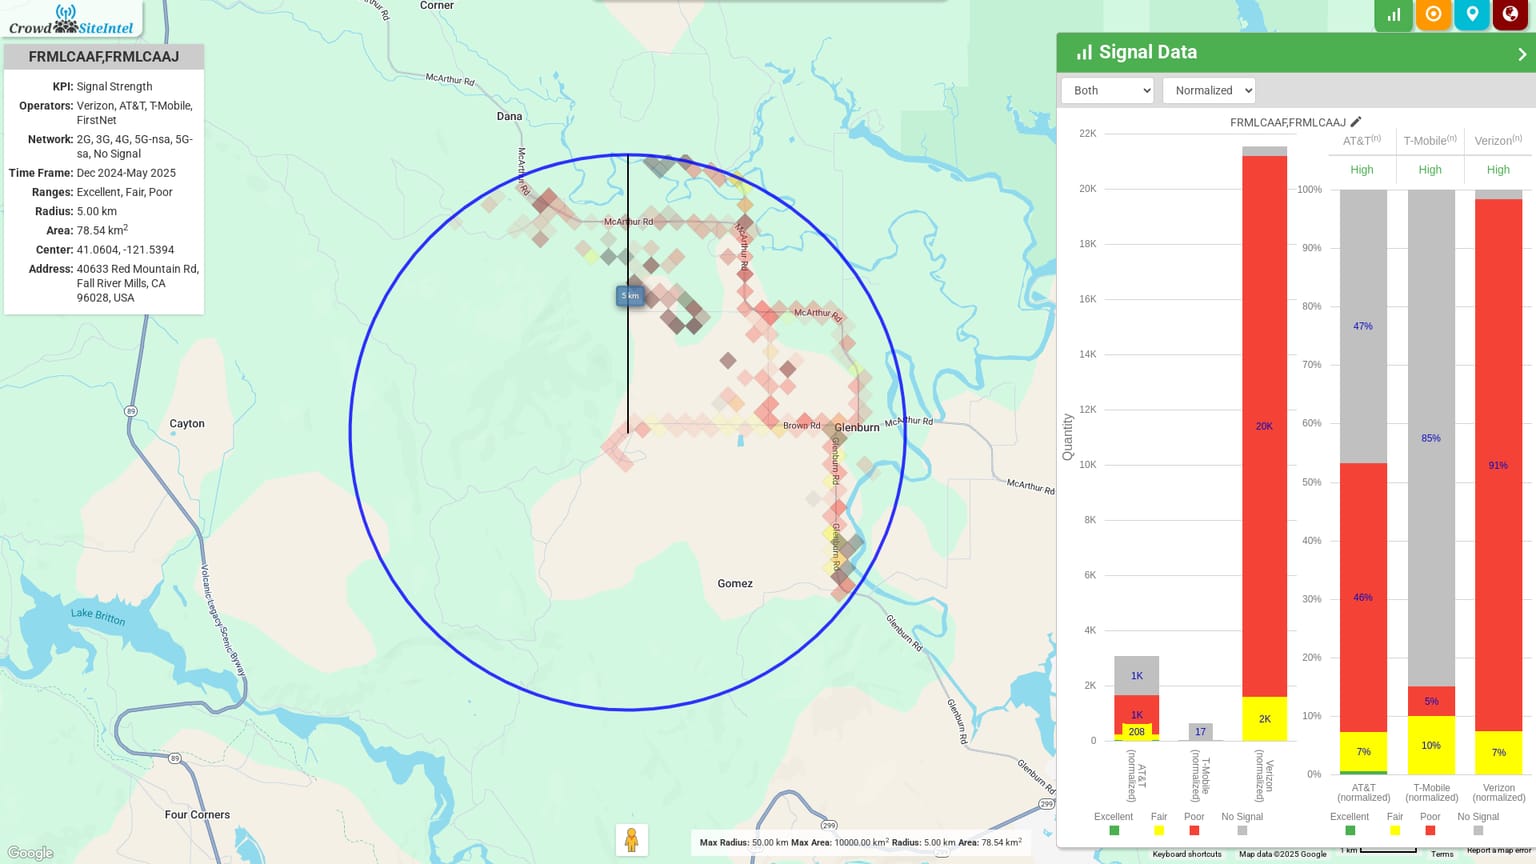 Crowd SiteIntel
FRMLCAAF,FRMLCAAJ
KPI: Signal Strength
Operators: Verizon, AT&T, T-Mobile,
FirstNet
Network: 2G, 3G, 4G, 5G-nsa, 5G-
sa, No Signal
Time Frame: Dec 2024-May 2025
Ranges: Excellent, Fair, Poor
Radius: 5.00 km
Area: 78.54 km²
Center: 41.0604, -121.5394
Address: 40633 Red Mountain Rd,
Fall River Mills, CA
96028, USA
Corner
McArthur Rd
Dana
McArthur Rd
McArthur Rd
McArthur Rd
5 km
McArthur Rd
89
Cayton
Brown Rd
Glenburn
McArthur Rd
Glenburn Rd
McArthur Rd
Glenburn Rd
Gomez
Volcanic Legacy Scenic Byway
Lake Britton
Glenburn Rd
Glenburn Rd
Glenburn Rd
89
Four Corners
299
299
Google
Max Radius: 50.00 km Max Area: 10000.00 km² Radius: 5.00 km Area: 78.54 km²
Signal Data
Both
Normalized
FRMLCAAF,FRMLCAAJ
22K
20K
18K
16K
14K
12K
10K
8K
6K
4K
2K
0
Quantity
1K
1K
208
17
20K
2K
AT&T
(normalized)
T-Mobile
(normalized)
Verizon
(normalized)
Excellent Fair Poor No Signal
AT&T(n) T-Mobile(n) Verizon(n)
High High High
100%
90%
80%
70%
60%
50%
40%
30%
20%
10%
0%
47%
46%
7%
85%
5%
10%
91%
7%
AT&T
(normalized)
T-Mobile
(normalized)
Verizon
(normalized)
Excellent Fair Poor No Signal
Keyboard shortcuts Map data ©2025 Google 1 km Terms Report a map error